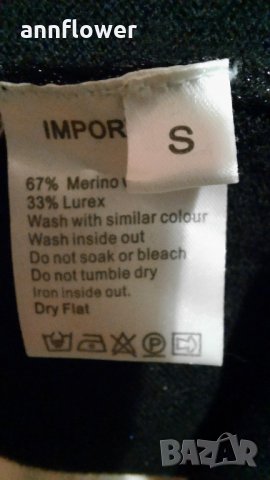 annflower
IMPOR
S
67% Merino
33% Lurex
Wash with similar colour
Wash inside out
Do not soak or bleach
Do not tumble dry
Iron inside out.
Dry Flat
P
BAZAR